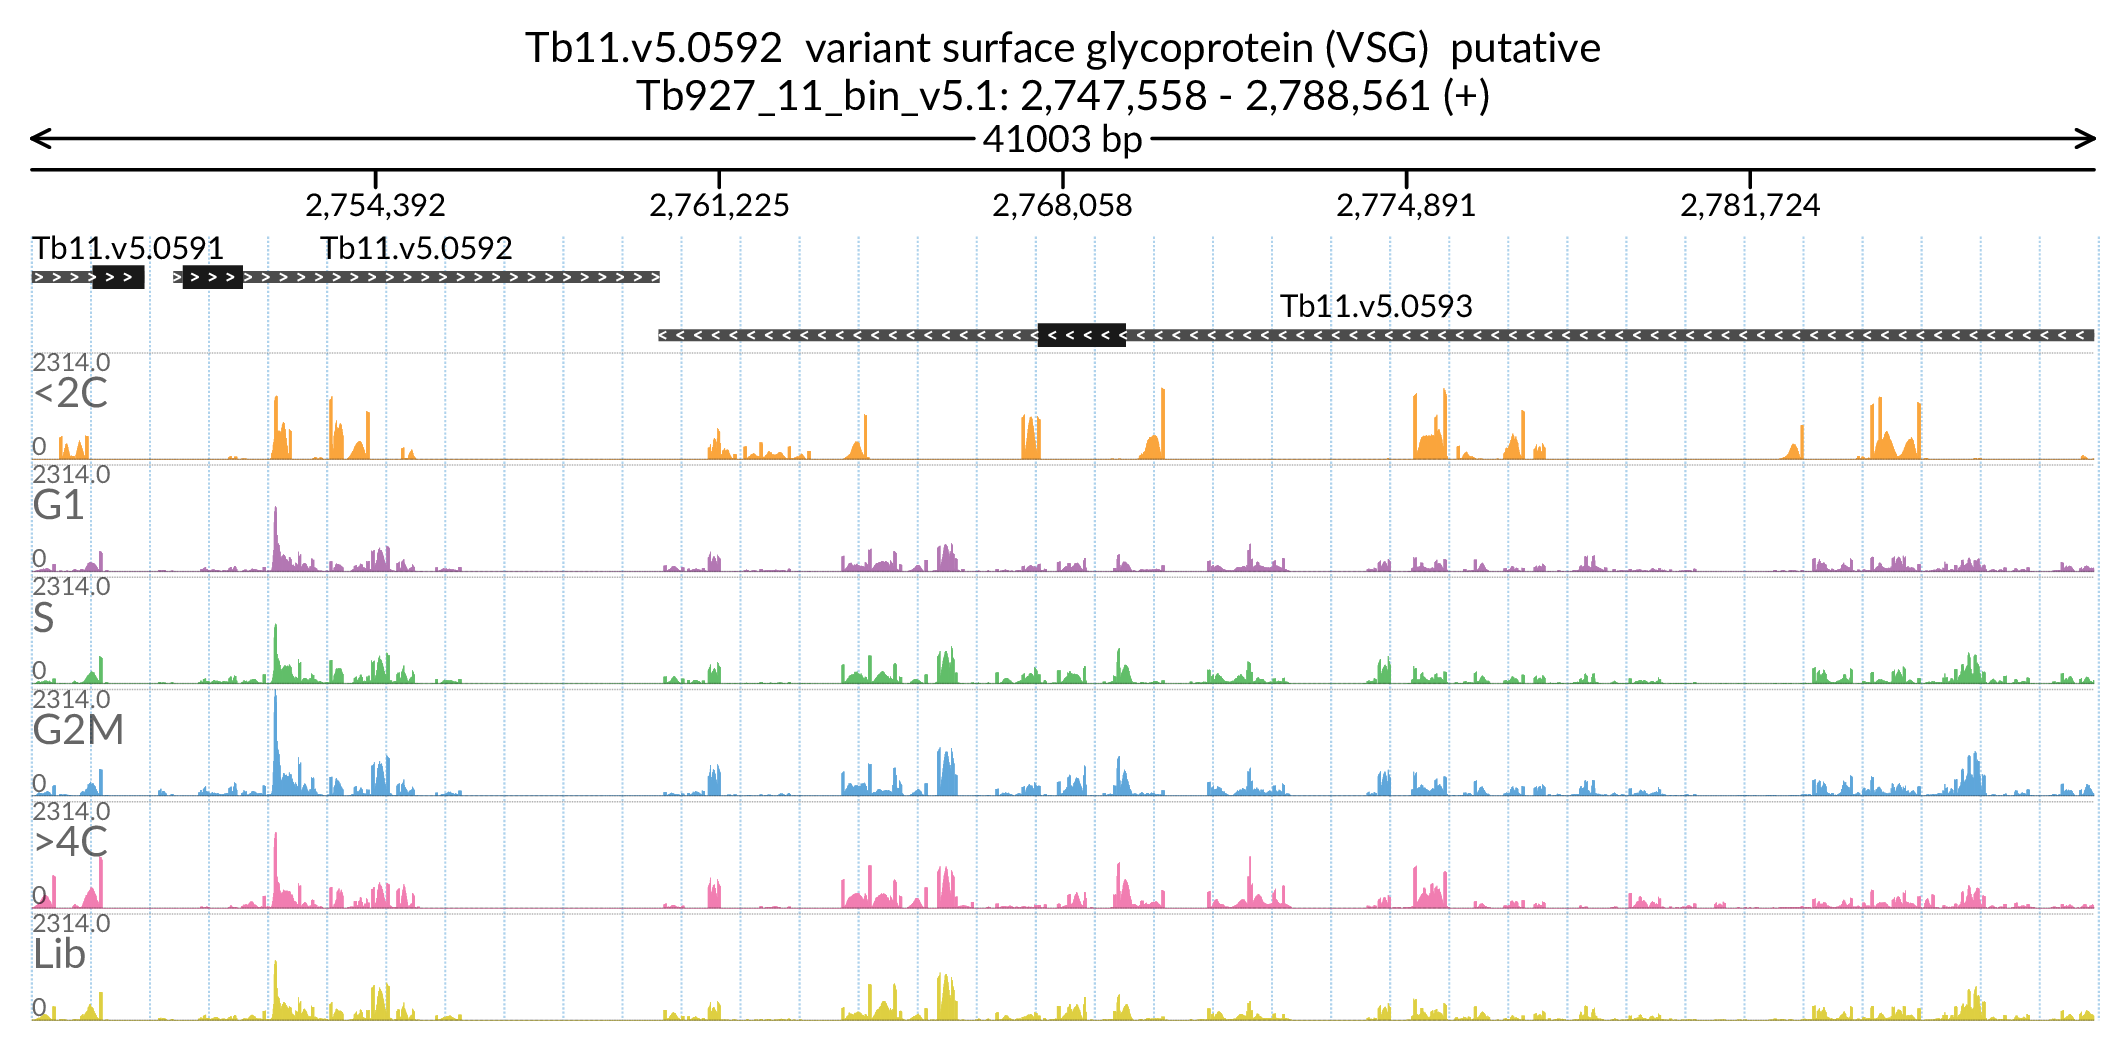 Tb11.v5.0592 variant surface glycoprotein (VSG) putative
Tb927_11_bin_v5.1: 2,747,558 - 2,788,561 (+)
41003 bp
2,754,392 2,761,225 2,768,058 2,774,891 2,781,724
Tb11.v5.0591 Tb11.v5.0592
Tb11.v5.0593
2314.0
<2C
0
2314.0
G1
0
2314.0
S
0
2314.0
G2M
0
2314.0
>4C
0
2314.0
Lib
0